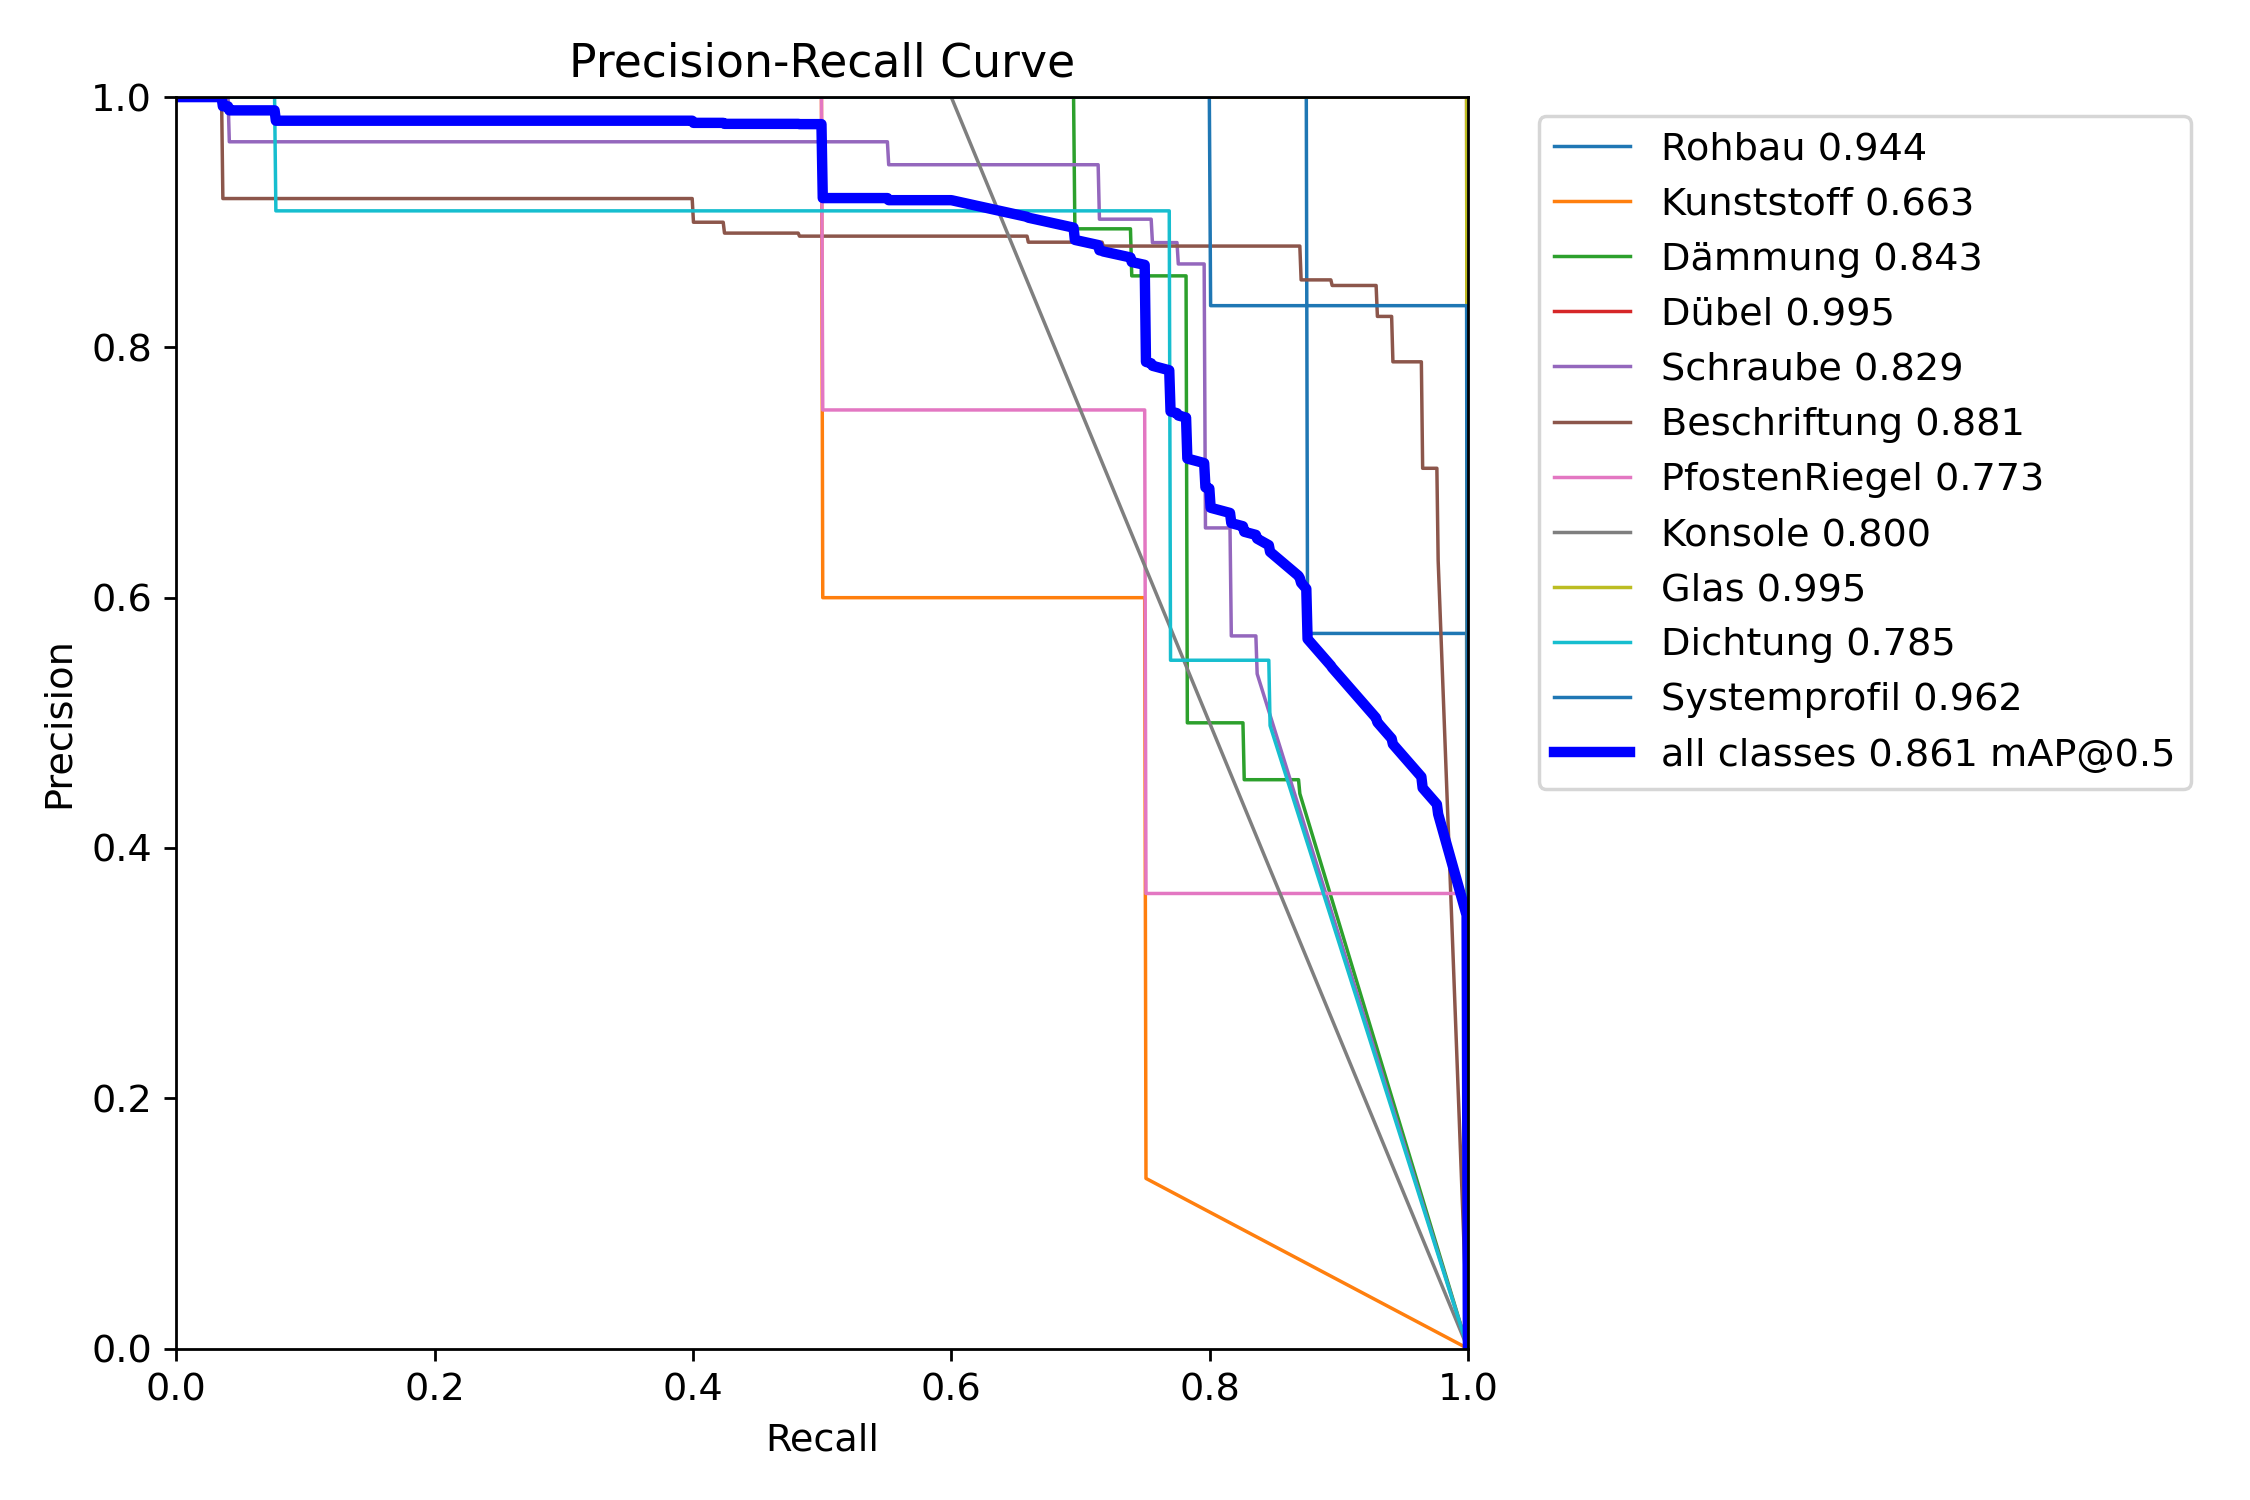 Precision-Recall Curve
1.0
0.8
0.6
0.4
0.2
0.0
Precision
0.0 0.2 0.4 0.6 0.8 1.0
Recall
Rohbau 0.944
Kunststoff 0.663
Dämmung 0.843
Dübel 0.995
Schraube 0.829
Beschriftung 0.881
PfostenRiegel 0.773
Konsole 0.800
Glas 0.995
Dichtung 0.785
Systemprofil 0.962
all classes 0.861 mAP@0.5